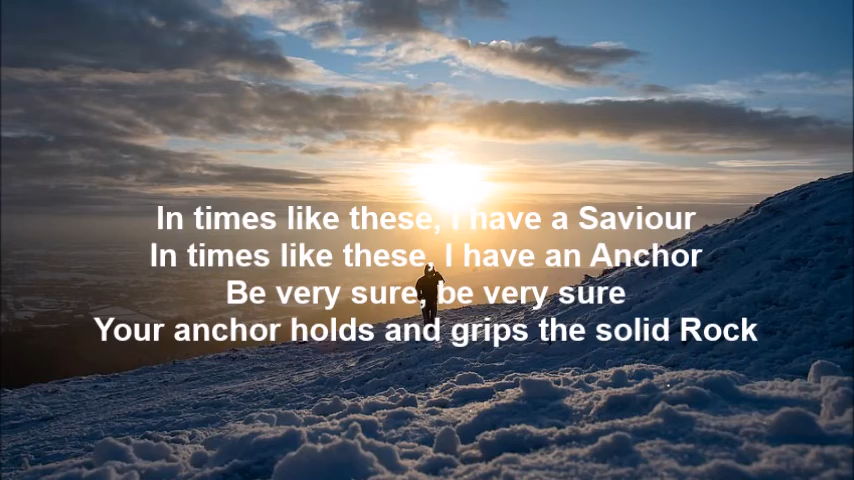 In times like these, I have a Saviour
In times like these, I have an Anchor
Be very sure, be very sure
Your anchor holds and grips the solid Rock